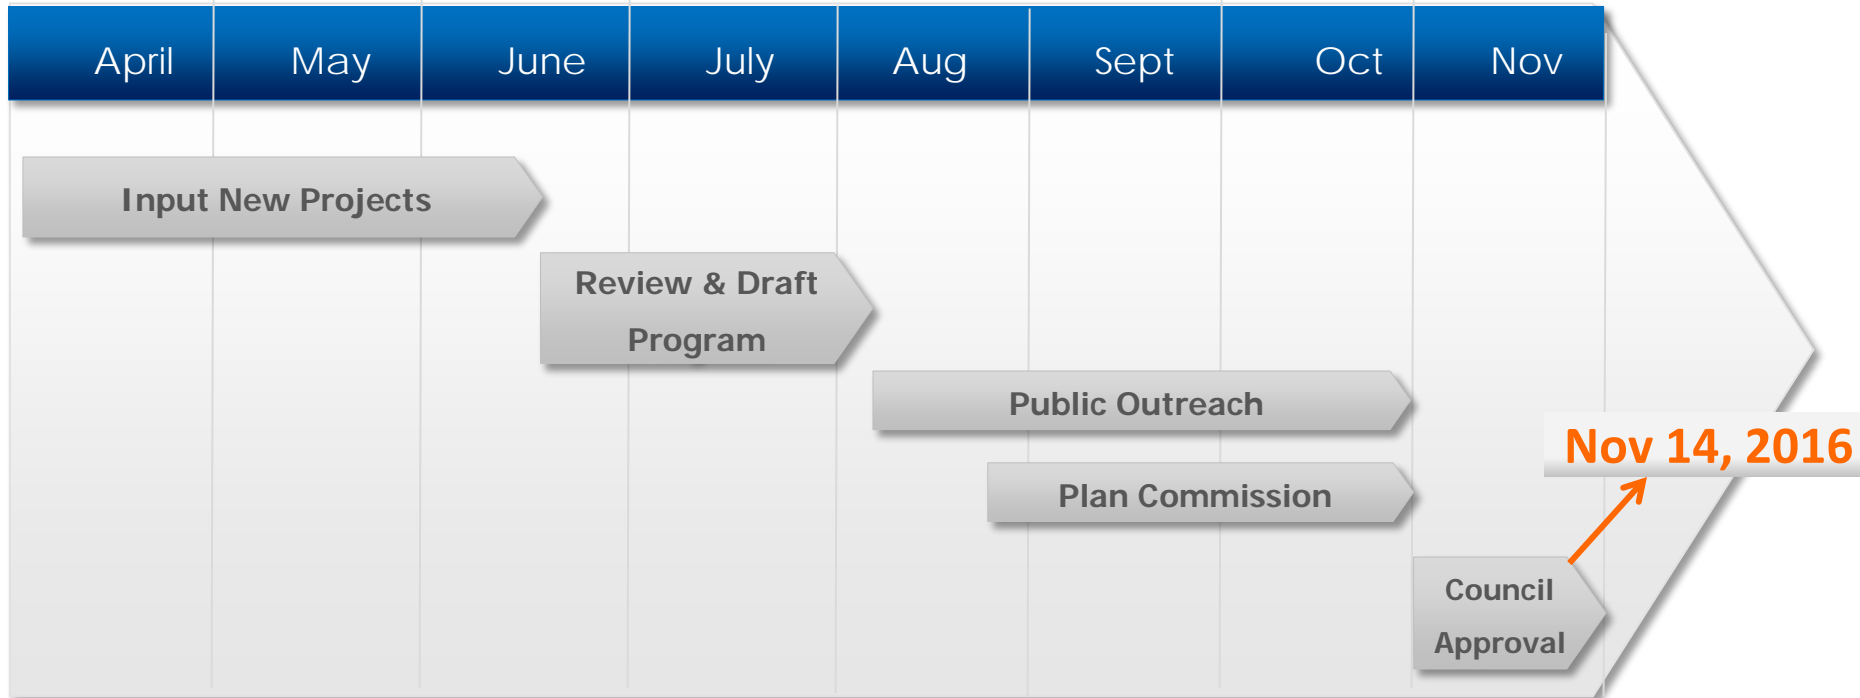 April May June July Aug Sept Oct Nov
Input New Projects
Review & Draft
Program
Public Outreach
Nov 14, 2016
Plan Commission
Council
Approval